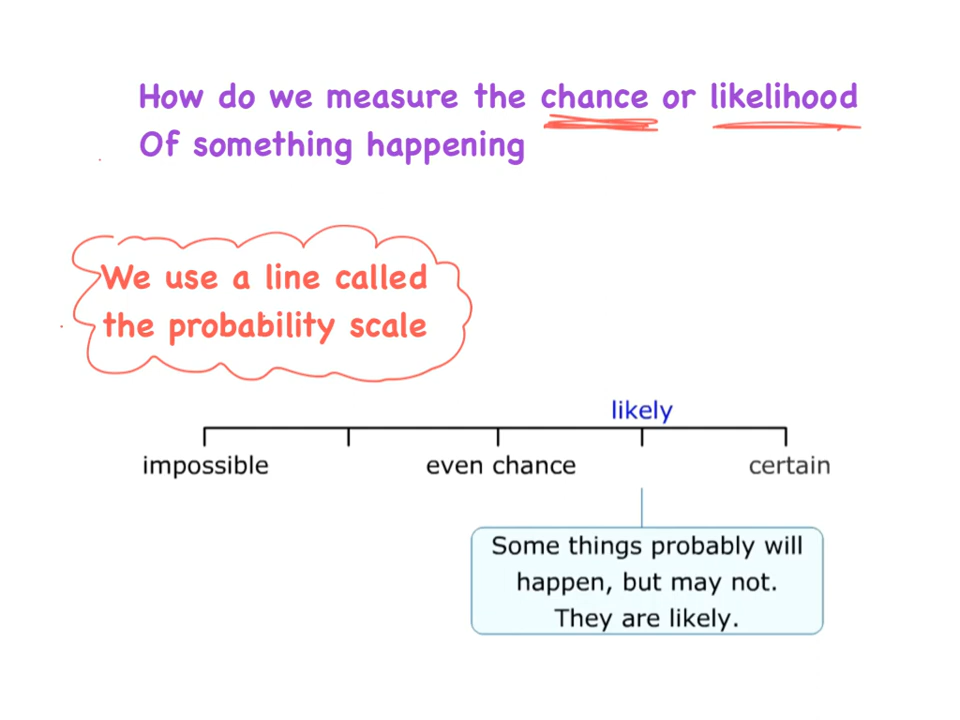 How do we measure the chance or likelihood
Of something happening
We use a line called
the probability scale
likely
impossible even chance certain
Some things probably will
happen, but may not.
They are likely.